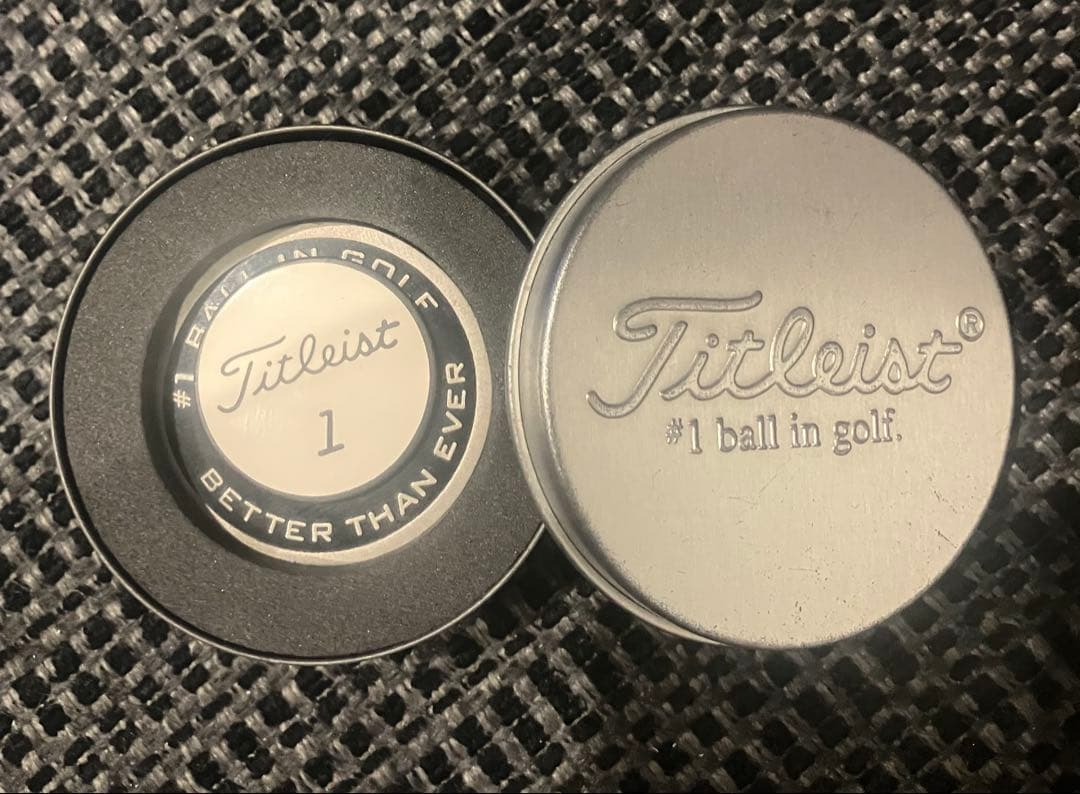 #1 BALL IN GOLF
Titleist
1
BETTER THAN EVER
Titleist®
#1 ball in golf.